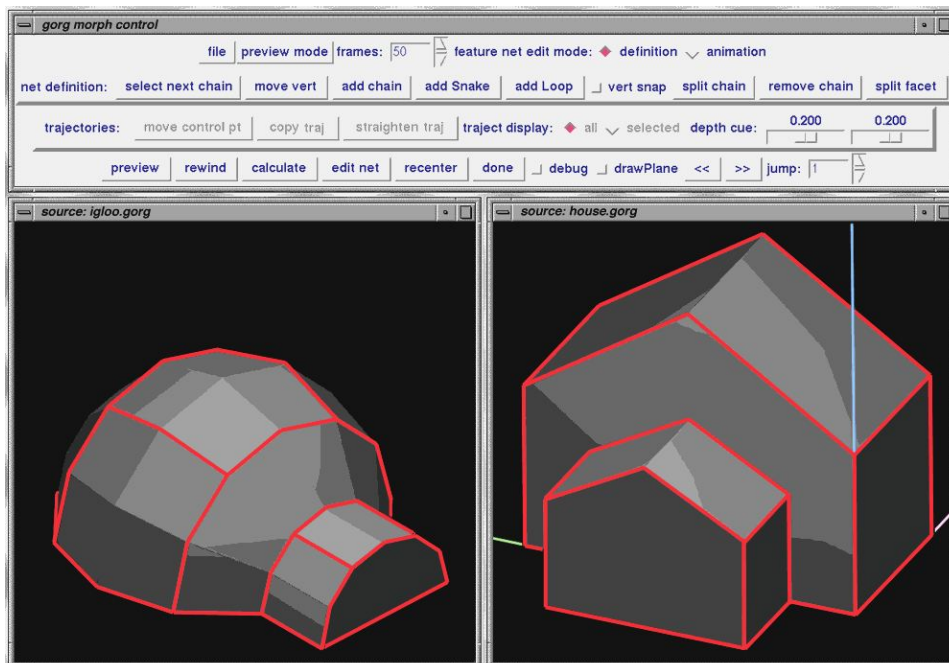 gorg morph control
file preview mode frames: 50 feature net edit mode: definition animation
net definition: select next chain move vert add chain add Snake add Loop vert snap split chain remove chain split facet
trajectories: move control pt copy traj straighten traj traject display: all selected depth cue: 0.200 0.200
preview rewind calculate edit net recenter done debug drawPlane << >> jump: 1
source: igloo.gorg source: house.gorg